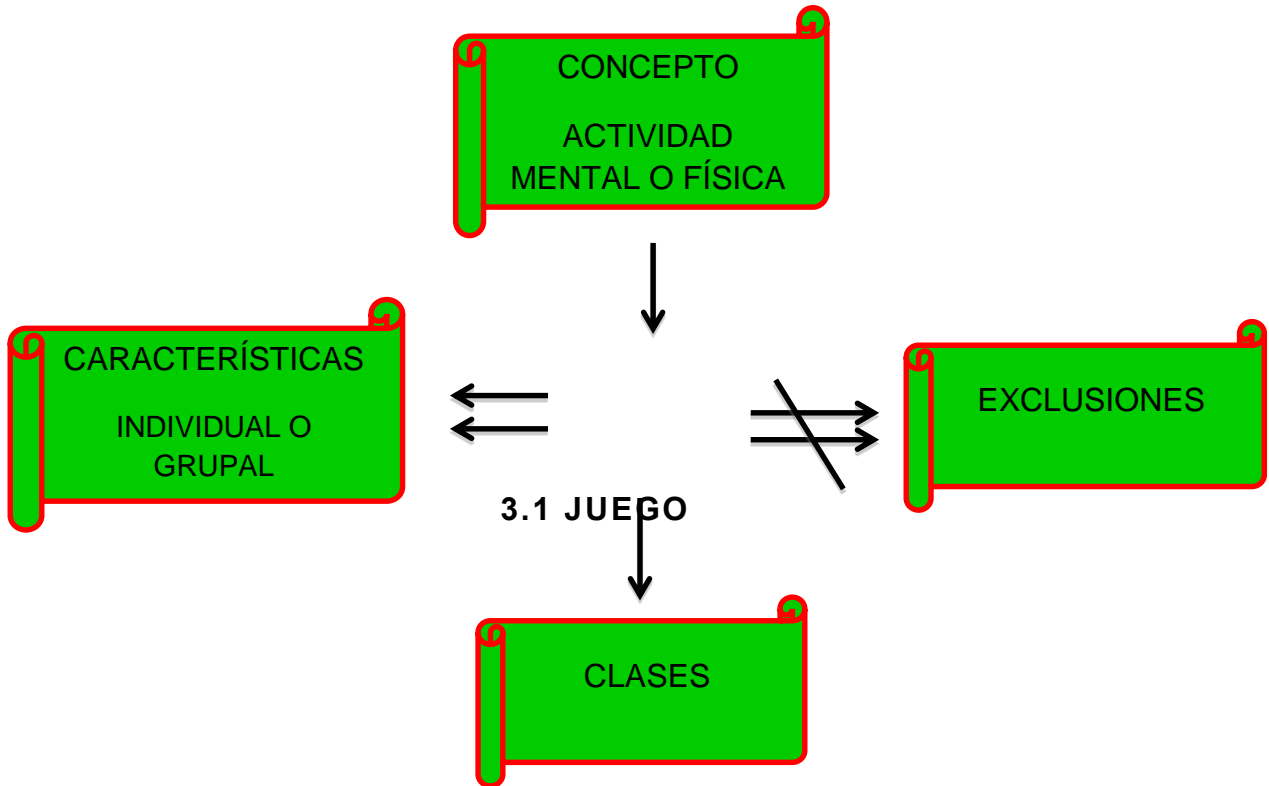 CONCEPTO
ACTIVIDAD
MENTAL O FÍSICA
CARACTERÍSTICAS
INDIVIDUAL O
GRUPAL
EXCLUSIONES
3.1 JUEGO
CLASES